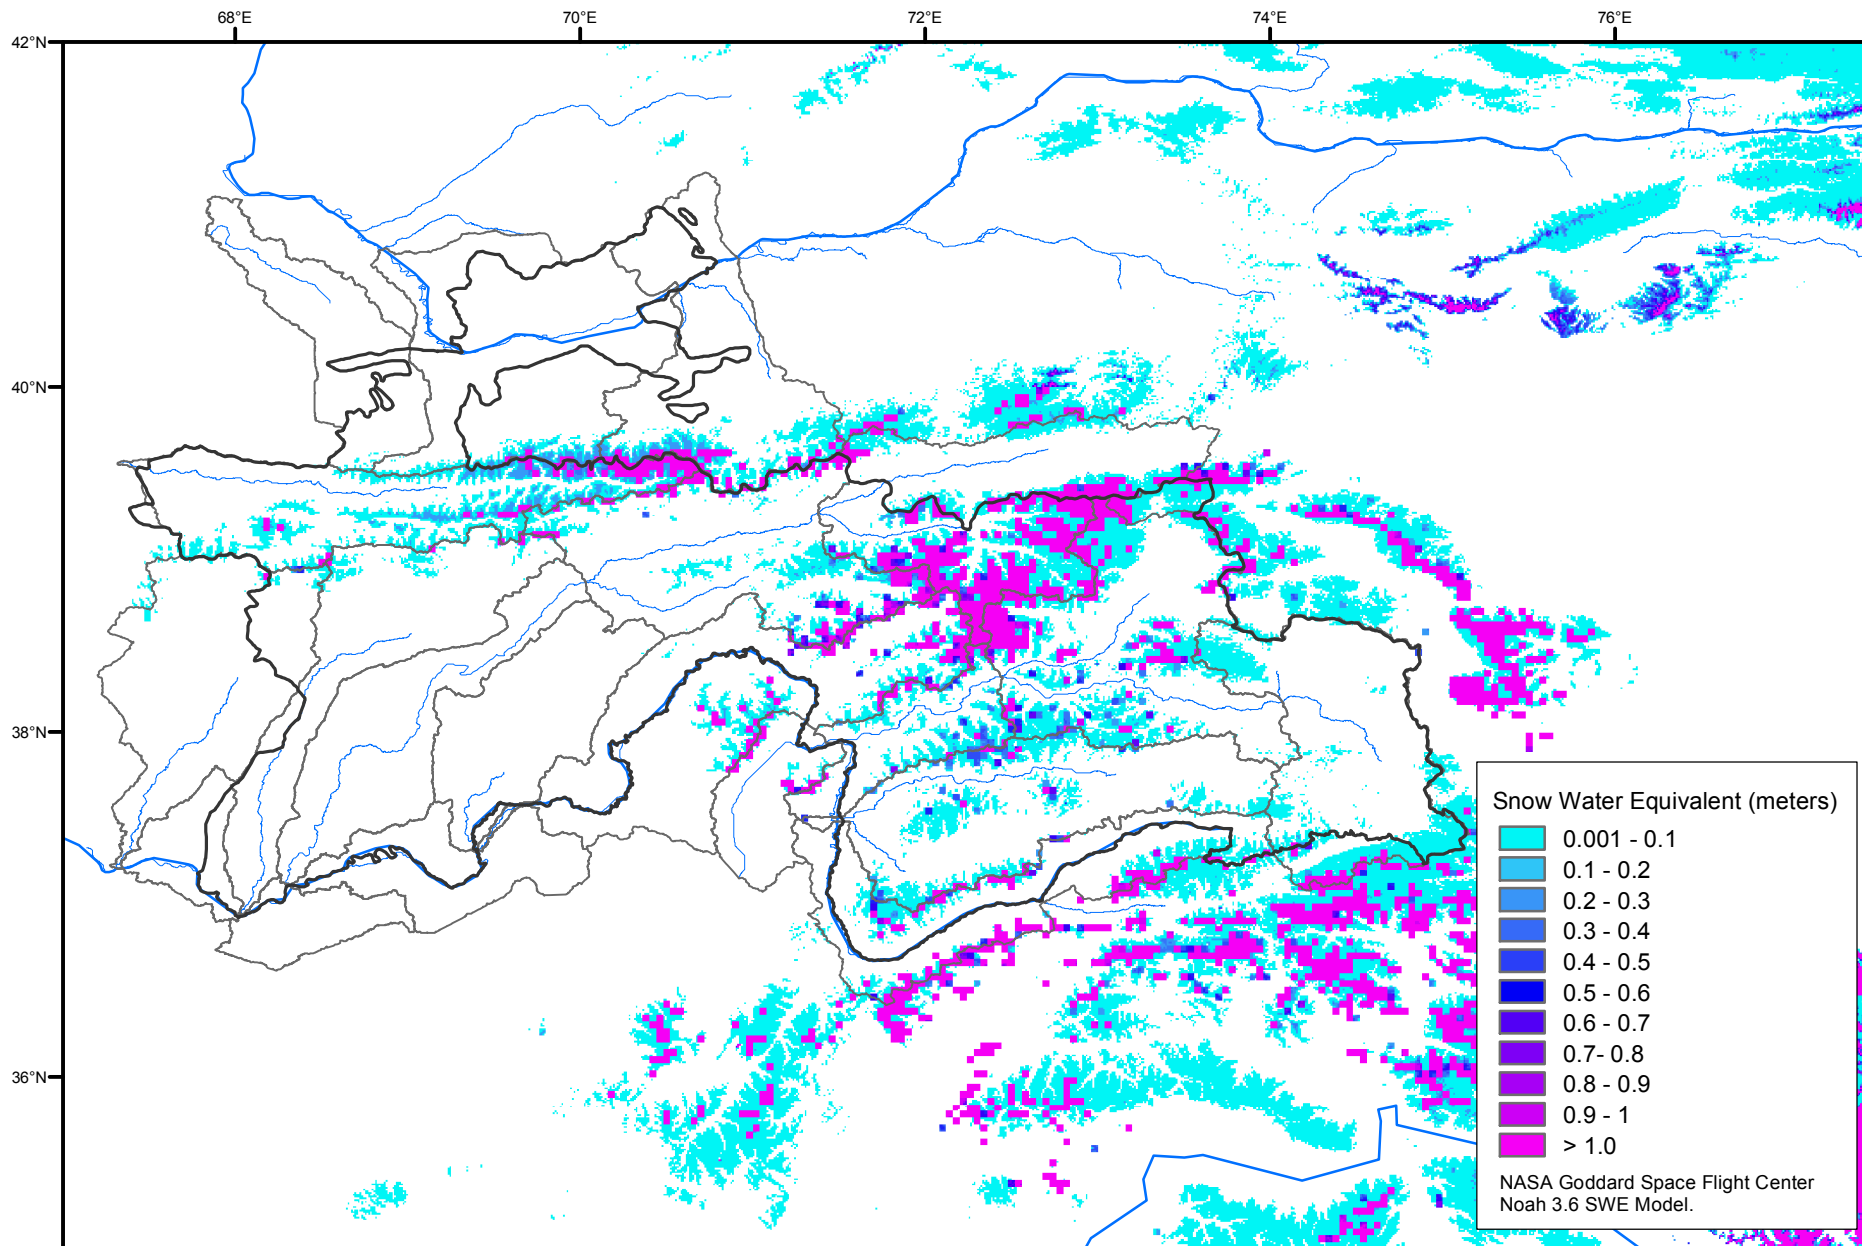 68°E
70°E
72°E
74°E
76°E
42°N
40°N
38°N
36°N
Snow Water Equivalent (meters)
0.001 - 0.1
0.1 - 0.2
0.2 - 0.3
0.3 - 0.4
0.4 - 0.5
0.5 - 0.6
0.6 - 0.7
0.7- 0.8
0.8 - 0.9
0.9 - 1
> 1.0
NASA Goddard Space Flight Center
Noah 3.6 SWE Model.